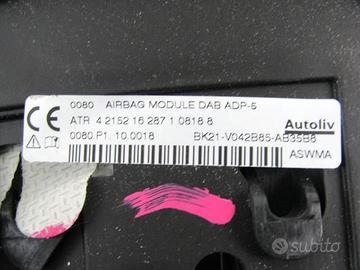 0080 AIRBAG MODULE DAB ADP-5
ATR 4 2152 16 287 1 0818 8
0080.P1. 10.0018 BK21-V042B85-AB35B8
CE
Autoliv
ASWMA
subito